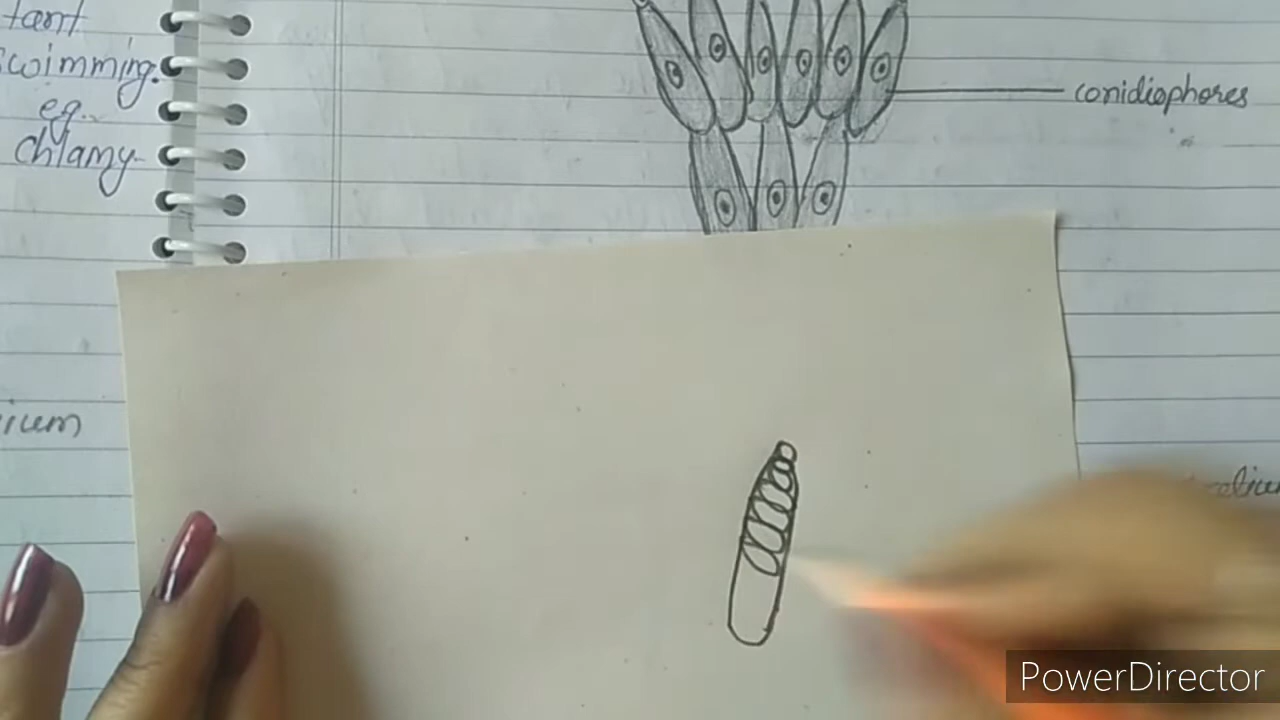 tant
swimming.
eg.
chlamy-
conidiophores
ium
PowerDirector